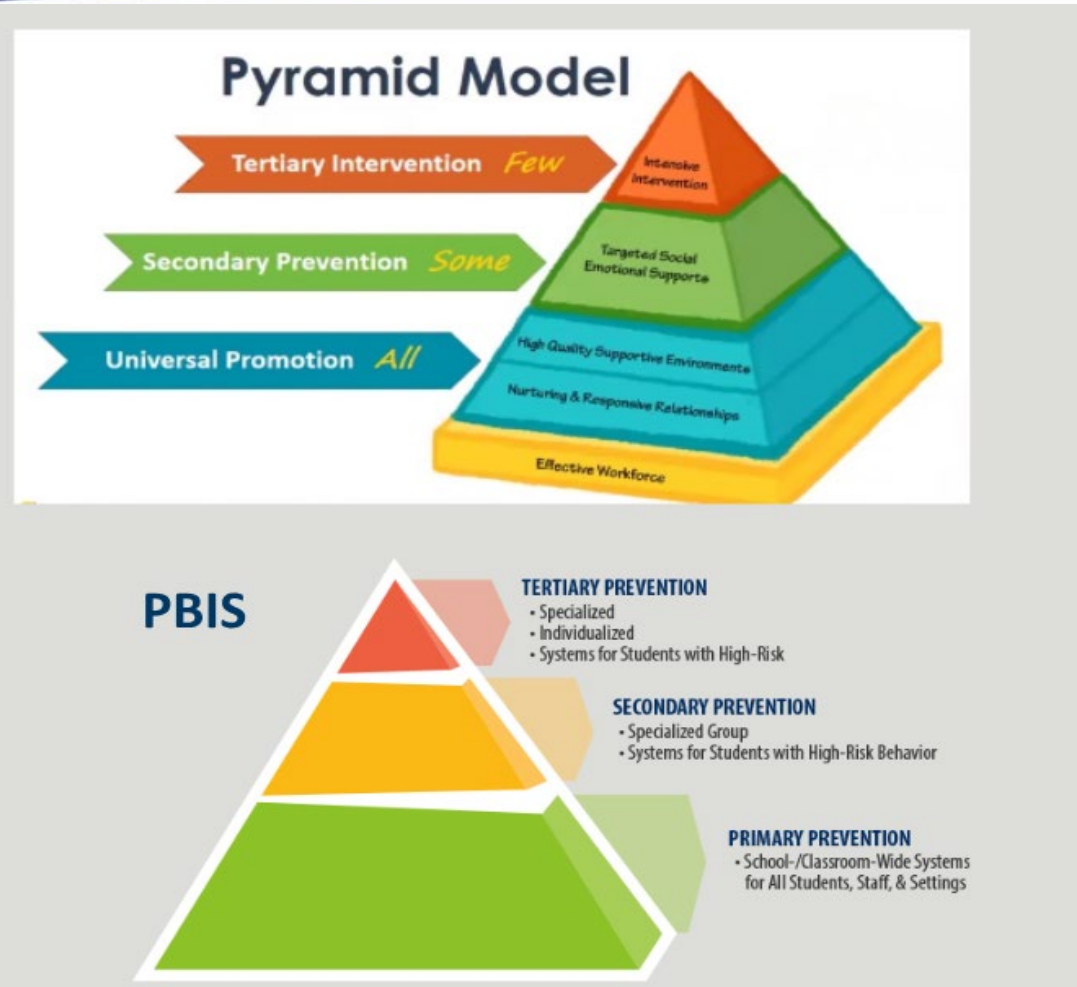 Pyramid Model
Tertiary Intervention Few
Intensive
Intervention
Secondary Prevention Some
Targeted Social
Emotional Supports
Universal Promotion All
High Quality Supportive Environments
Nurturing & Responsive Relationships
Effective Workforce
PBIS
TERTIARY PREVENTION
• Specialized
• Individualized
• Systems for Students with High-Risk
SECONDARY PREVENTION
• Specialized Group
• Systems for Students with High-Risk Behavior
PRIMARY PREVENTION
• School-/Classroom-Wide Systems
for All Students, Staff, & Settings